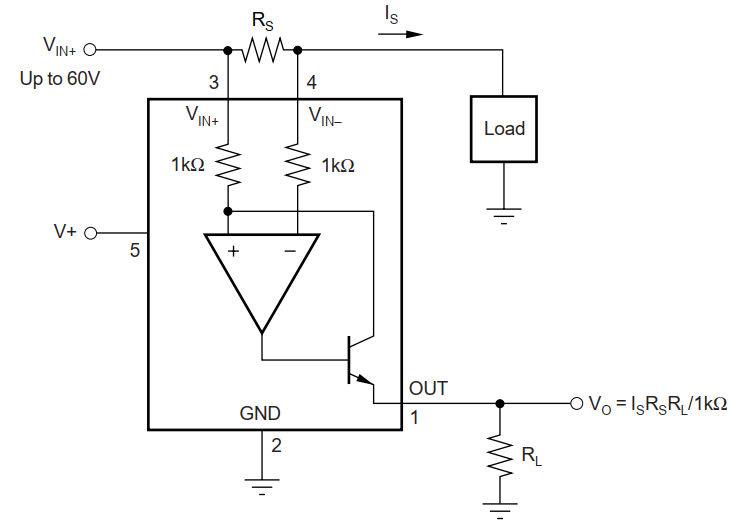 R_S
I_S
V_IN+
Up to 60V
3
4
V_IN+
V_IN–
1kΩ
1kΩ
Load
V+
5
+
–
OUT
V_O = I_SR_SR_L/1kΩ
1
GND
2
R_L